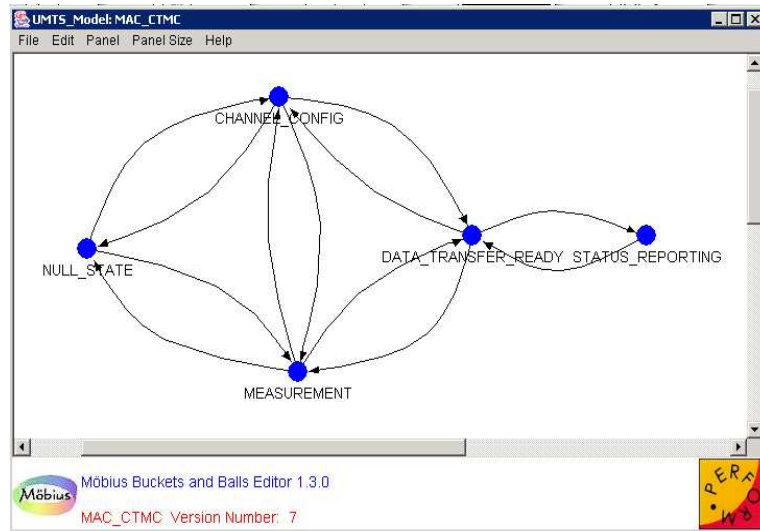 UMTS_Model: MAC_CTMC
File Edit Panel Panel Size Help
CHANNEL_CONFIG
NULL_STATE
DATA_TRANSFER_READY STATUS_REPORTING
MEASUREMENT
Möbius
Möbius Buckets and Balls Editor 1.3.0
MAC_CTMC Version Number: 7
PERFORM